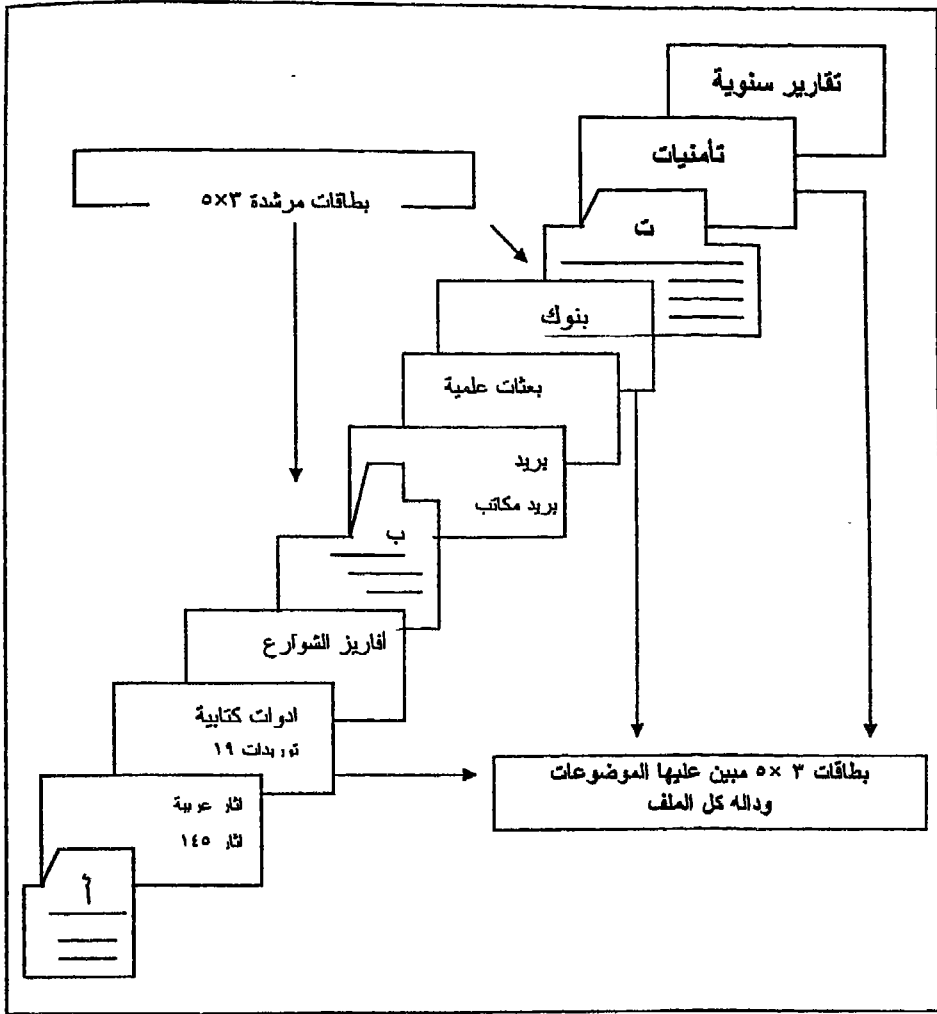 تقارير سنوية
تأمنيات
بطاقات مرشدة ٣×٥
ت
بنوك
بعثات علمية
بريد
بريد مكاتب
ب
افاريز الشوارع
ادوات كتابية
توريدات ١٩
بطاقات ٣ ×٥ مبين عليها الموضوعات
وداله كل الملف
اثار عربية
اثار ١٤٥
أ